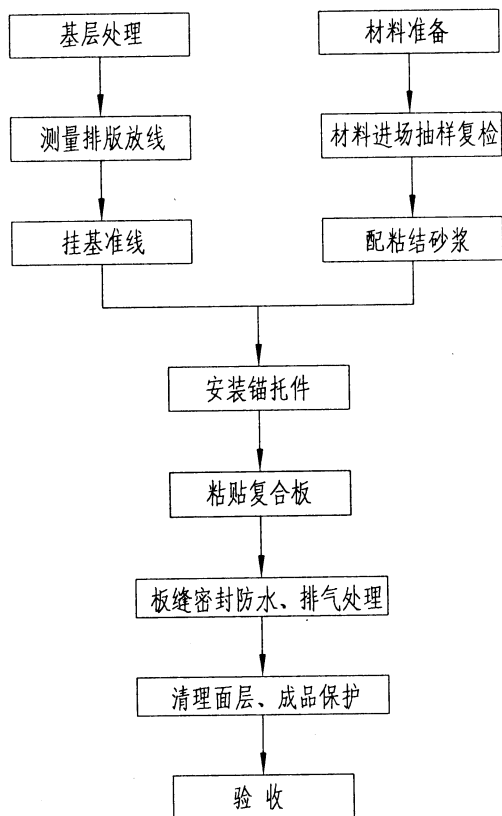 基层处理
材料准备
测量排版放线
材料进场抽样复检
挂基准线
配粘结砂浆
安装锚托件
粘贴复合板
板缝密封防水、排气处理
清理面层、成品保护
验 收